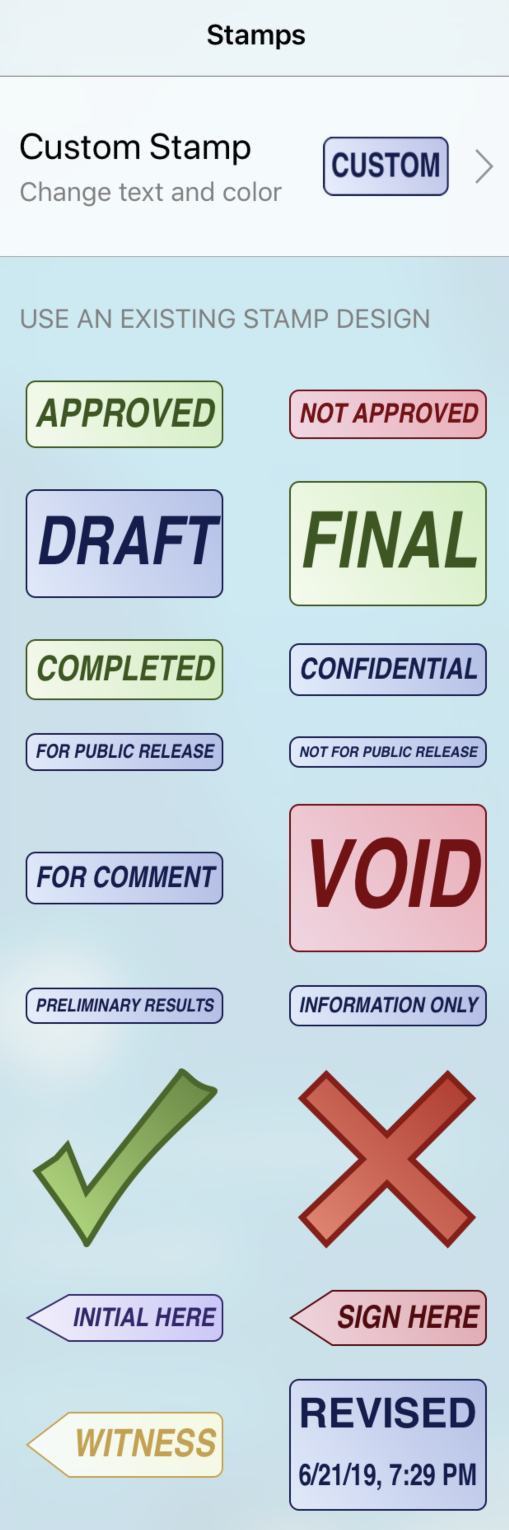 Stamps
Custom Stamp
Change text and color
CUSTOM
USE AN EXISTING STAMP DESIGN
APPROVED
NOT APPROVED
DRAFT
FINAL
COMPLETED
CONFIDENTIAL
FOR PUBLIC RELEASE
NOT FOR PUBLIC RELEASE
FOR COMMENT
VOID
PRELIMINARY RESULTS
INFORMATION ONLY
INITIAL HERE
SIGN HERE
WITNESS
REVISED
6/21/19, 7:29 PM